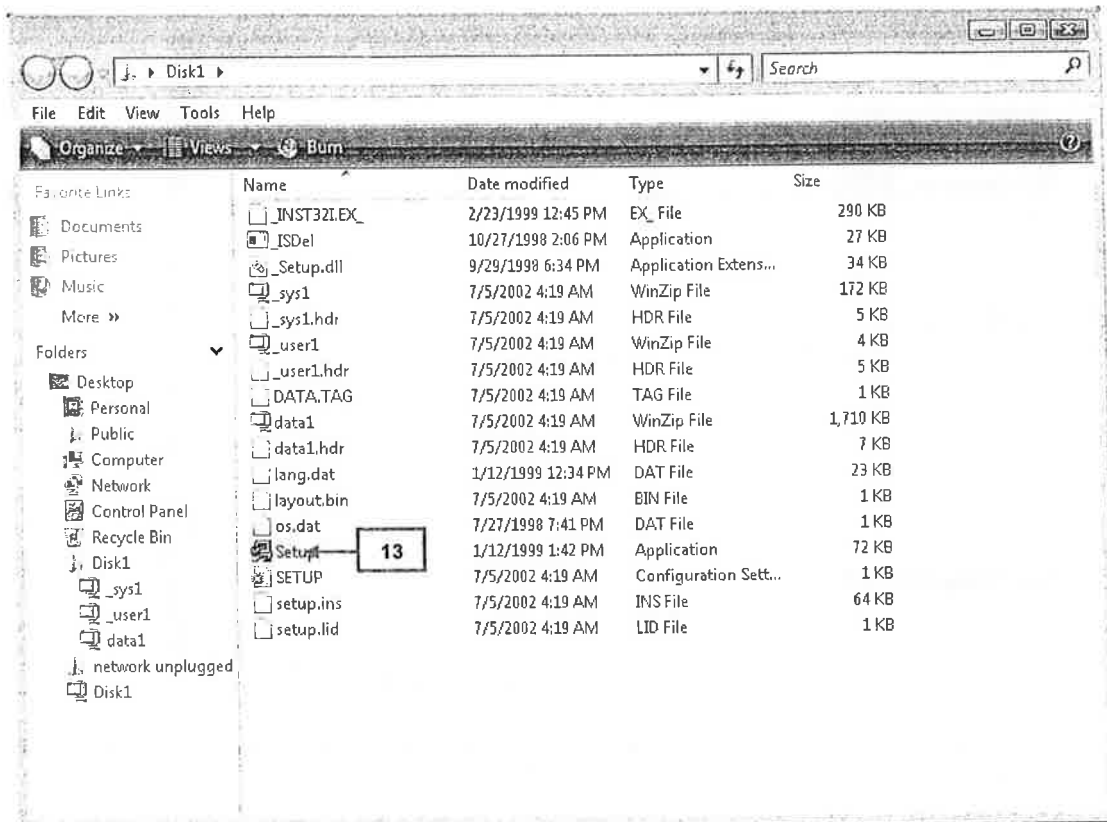 Disk1
Search
File Edit View Tools Help
Organize Views Burn
Favorite Links
Documents
Pictures
Music
More »
Folders
Desktop
Personal
Public
Computer
Network
Control Panel
Recycle Bin
Disk1
_sys1
_user1
data1
network unplugged
Disk1
Name Date modified Type Size
_INST32I.EX_ 2/23/1999 12:45 PM EX_ File 290 KB
_ISDel 10/27/1998 2:06 PM Application 27 KB
_Setup.dll 9/29/1998 6:34 PM Application Extens... 34 KB
_sys1 7/5/2002 4:19 AM WinZip File 172 KB
_sys1.hdr 7/5/2002 4:19 AM HDR File 5 KB
_user1 7/5/2002 4:19 AM WinZip File 4 KB
_user1.hdr 7/5/2002 4:19 AM HDR File 5 KB
DATA.TAG 7/5/2002 4:19 AM TAG File 1 KB
data1 7/5/2002 4:19 AM WinZip File 1,710 KB
data1.hdr 7/5/2002 4:19 AM HDR File 7 KB
lang.dat 1/12/1999 12:34 PM DAT File 23 KB
layout.bin 7/5/2002 4:19 AM BIN File 1 KB
os.dat 7/27/1998 7:41 PM DAT File 1 KB
Setup 13 1/12/1999 1:42 PM Application 72 KB
SETUP 7/5/2002 4:19 AM Configuration Sett... 1 KB
setup.ins 7/5/2002 4:19 AM INS File 64 KB
setup.lid 7/5/2002 4:19 AM LID File 1 KB